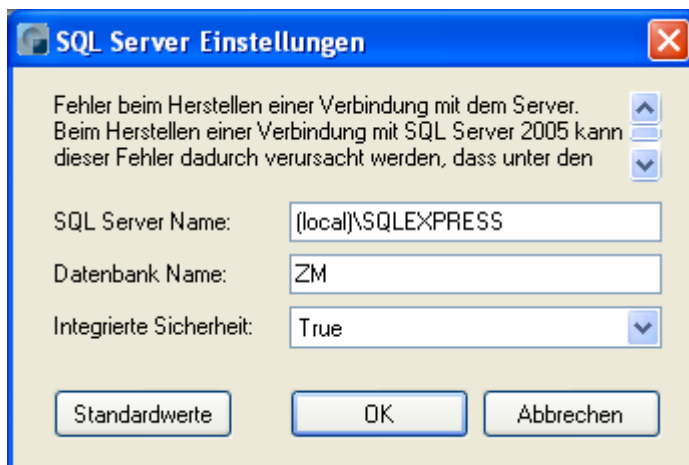 SQL Server Einstellungen
Fehler beim Herstellen einer Verbindung mit dem Server.
Beim Herstellen einer Verbindung mit SQL Server 2005 kann
dieser Fehler dadurch verursacht werden, dass unter den
SQL Server Name: (local)\SQLEXPRESS
Datenbank Name: ZM
Integrierte Sicherheit: True
Standardwerte OK Abbrechen